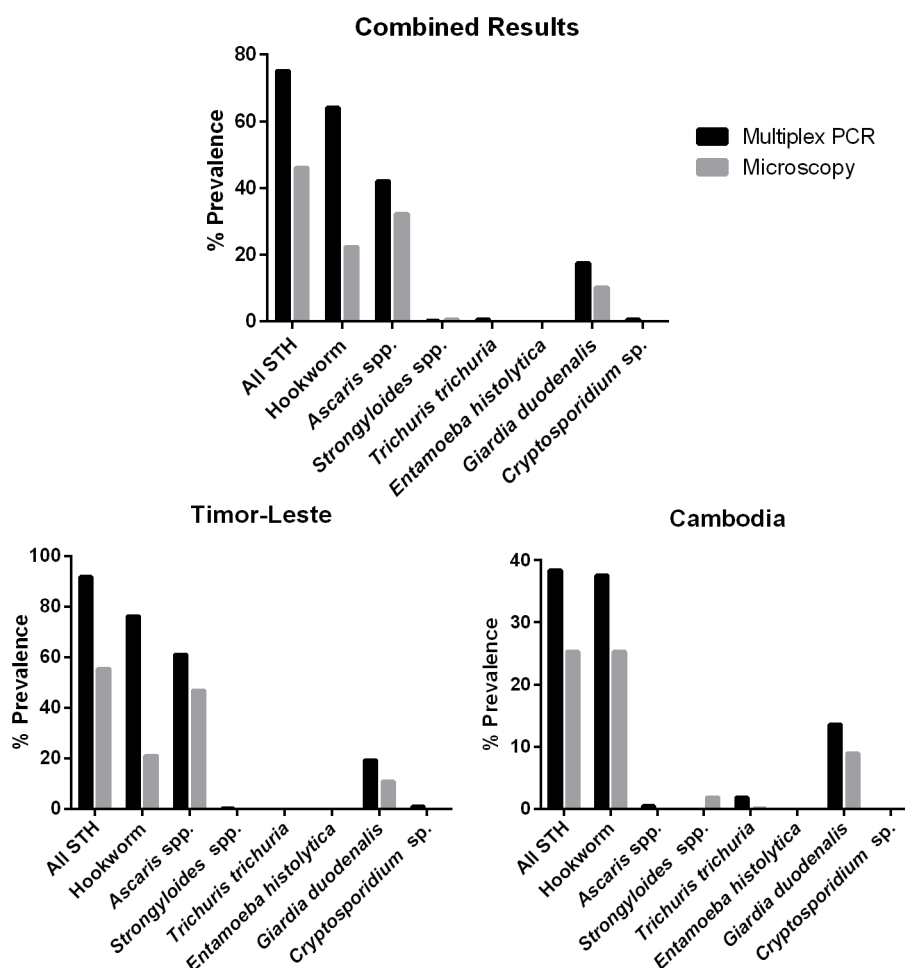 Combined Results
80
60
40
20
0
% Prevalence
Multiplex PCR
Microscopy
All STH
Hookworm
Ascaris spp.
Strongyloides spp.
Trichuris trichuria
Entamoeba histolytica
Giardia duodenalis
Cryptosporidium sp.
Timor-Leste
100
80
60
40
20
0
% Prevalence
All STH
Hookworm
Ascaris spp.
Strongyloides spp.
Trichuris trichuria
Entamoeba histolytica
Giardia duodenalis
Cryptosporidium sp.
Cambodia
40
30
20
10
0
% Prevalence
All STH
Hookworm
Ascaris spp.
Strongyloides spp.
Trichuris trichuria
Entamoeba histolytica
Giardia duodenalis
Cryptosporidium sp.